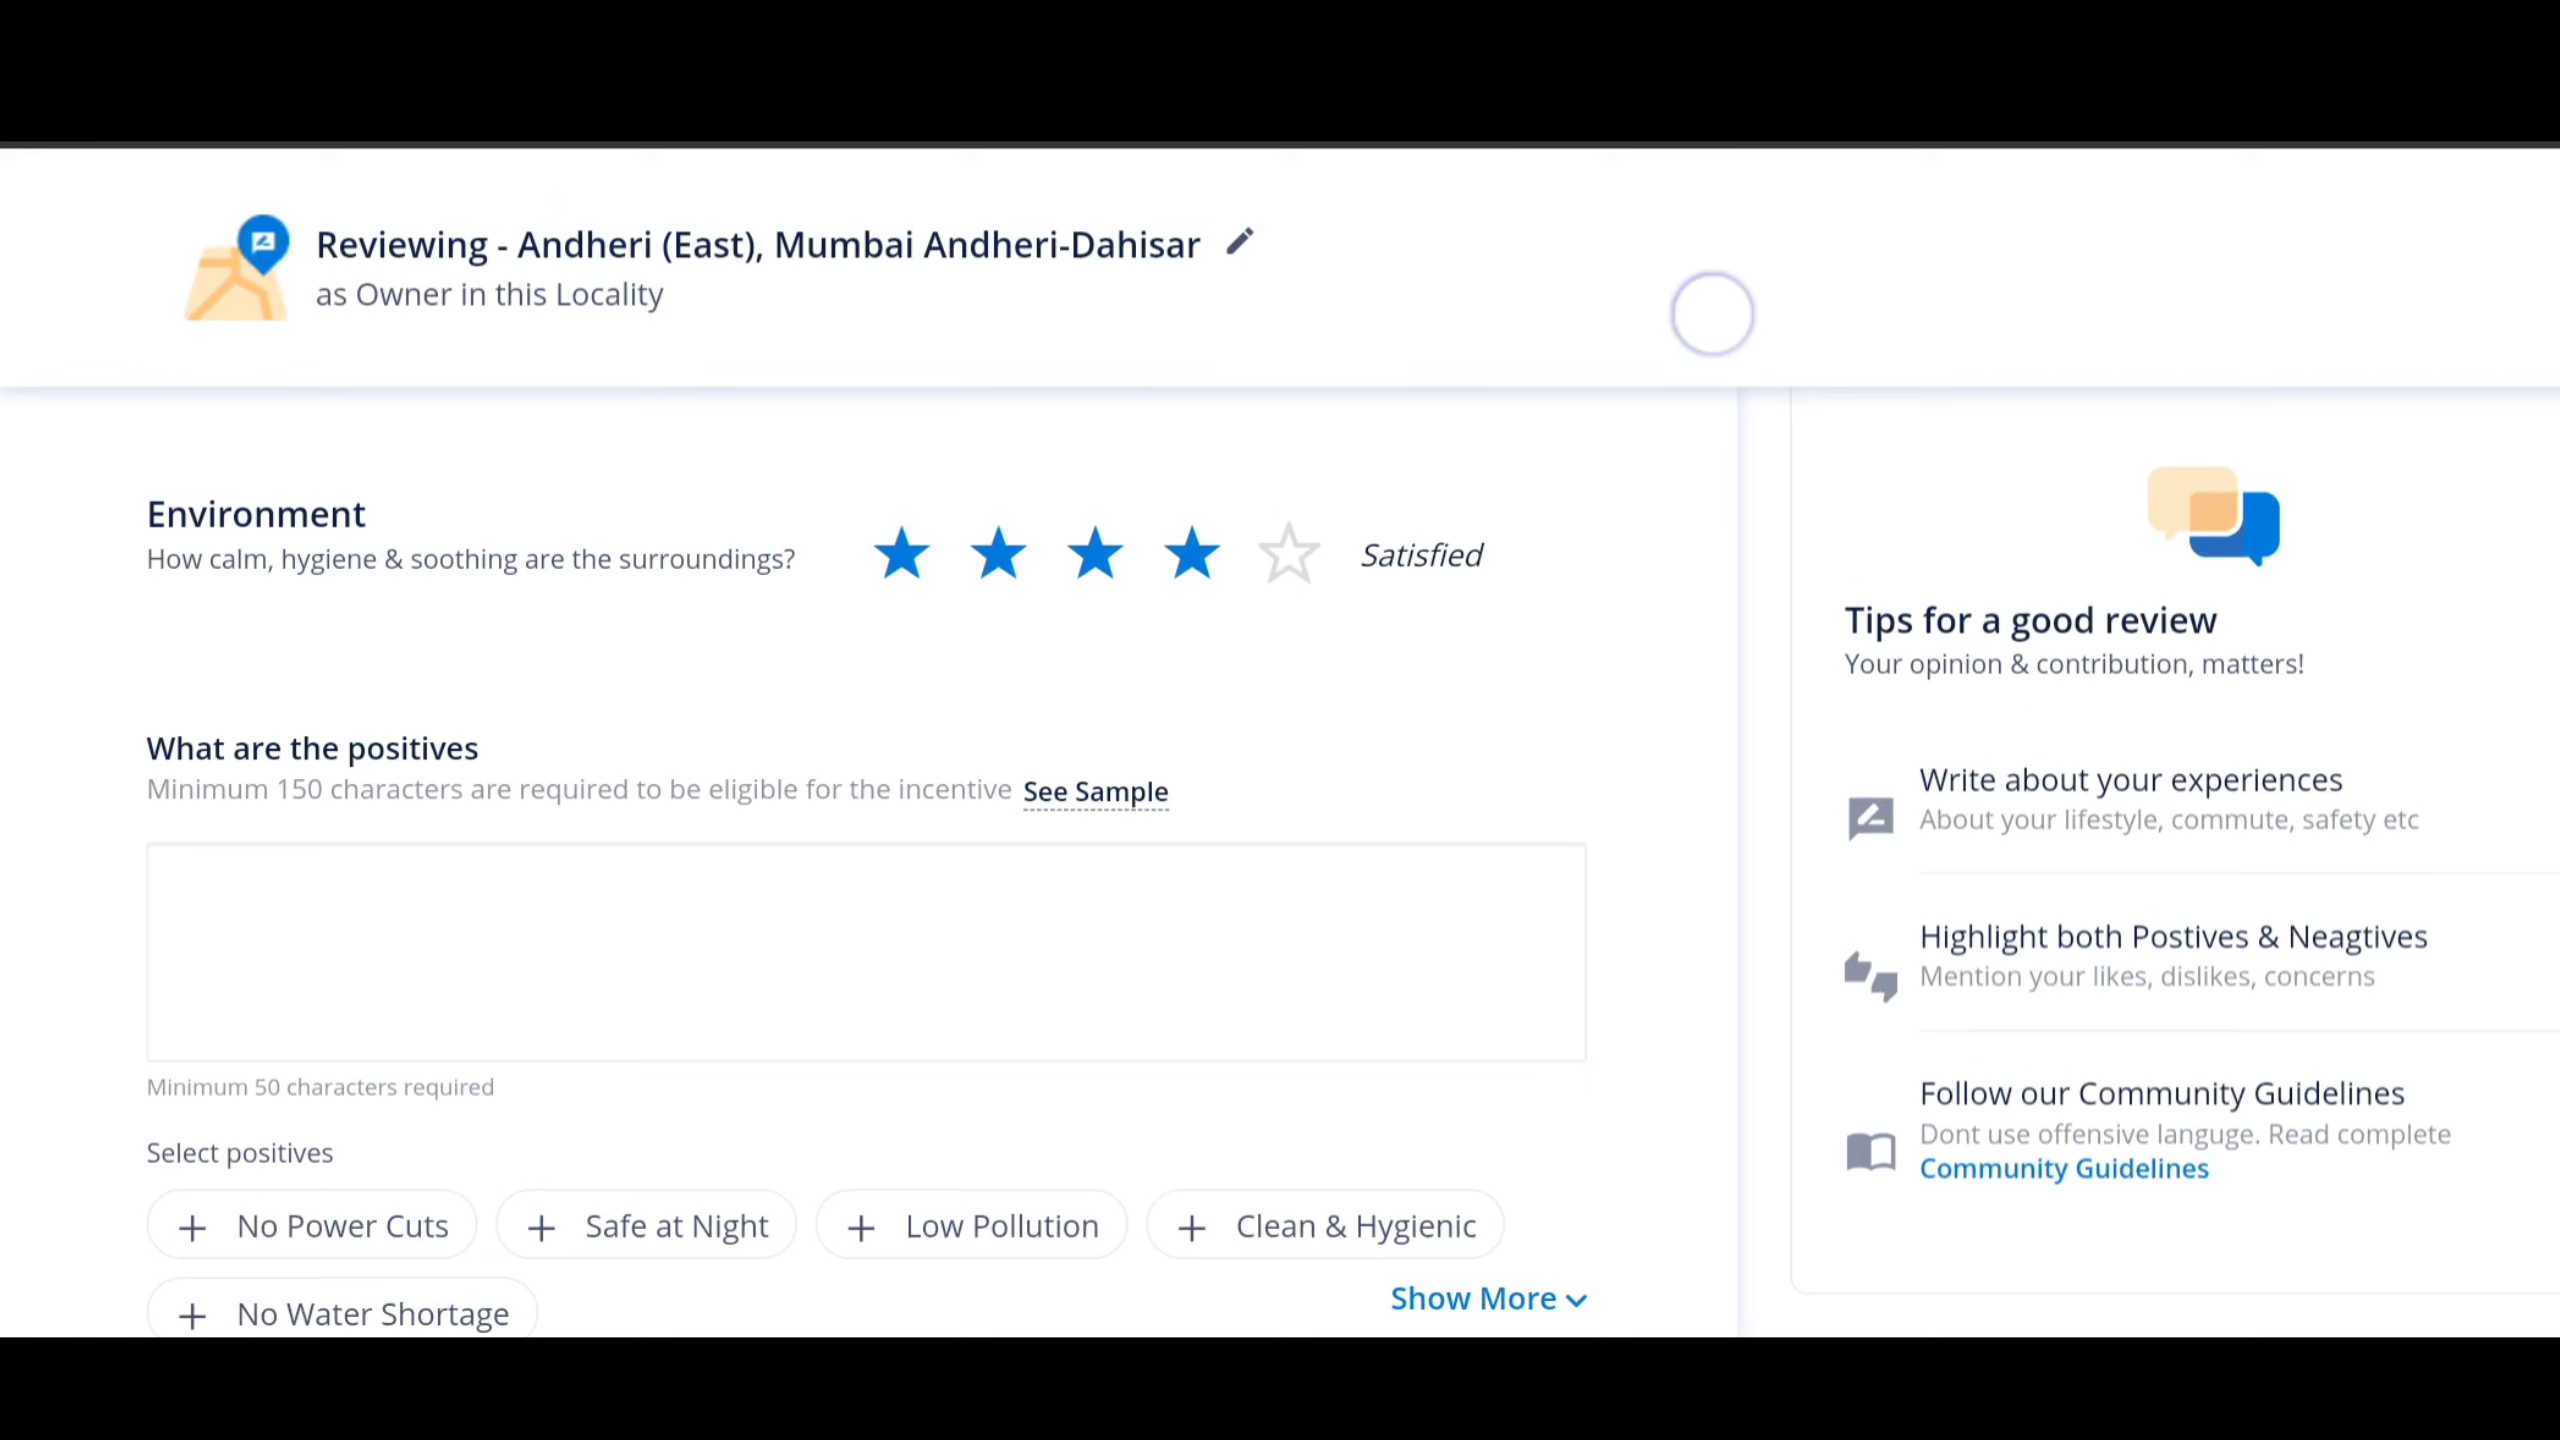 Reviewing - Andheri (East), Mumbai Andheri-Dahisar
as Owner in this Locality
Environment
How calm, hygiene & soothing are the surroundings?
Satisfied
What are the positives
Minimum 150 characters are required to be eligible for the incentive See Sample
Minimum 50 characters required
Select positives
No Power Cuts
Safe at Night
Low Pollution
Clean & Hygienic
No Water Shortage
Show More
Tips for a good review
Your opinion & contribution, matters!
Write about your experiences
About your lifestyle, commute, safety etc
Highlight both Postives & Neagtives
Mention your likes, dislikes, concerns
Follow our Community Guidelines
Dont use offensive languge. Read complete
Community Guidelines